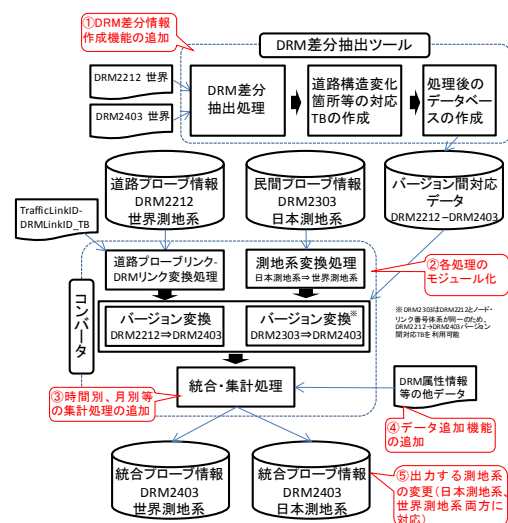 ①DRM差分情報
作成機能の追加
DRM差分抽出ツール
DRM2212 世界
DRM2403 世界
DRM差分
抽出処理
道路構造変化
箇所等の対応
TBの作成
処理後の
データベー
スの作成
道路プローブ情報
DRM2212
世界測地系
民間プローブ情報
DRM2303
日本測地系
バージョン間対応
データ
DRM2212-DRM2403
TrafficLinkID-
DRMLinkID_TB
道路プローブリンク-
DRMリンク変換処理
測地系変換処理
日本測地系⇒世界測地系
②各処理の
モジュール化
コンバータ
バージョン変換
DRM2212⇒DRM2403
バージョン変換※
DRM2303⇒DRM2403
※DRM2303はDRM2212とノード・
リンク番号体系が同一のため、
DRM2212→DRM2403バージョン
間対応TBを利用可能
③時間別、月別等
の集計処理の追加
統合・集計処理
DRM属性情報
等の他データ
④データ追加機能
の追加
統合プローブ情報
DRM2403
世界測地系
統合プローブ情報
DRM2403
日本測地系
⑤出力する測地系
の変更(日本測地系、
世界測地系両方に
対応)